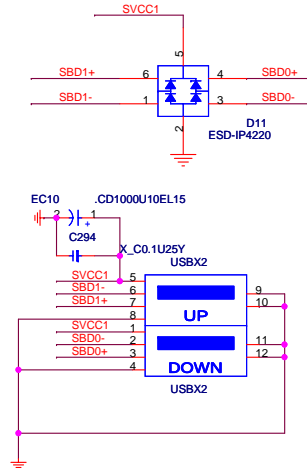 SVCC1
5
SBD1+ 6 4 SBD0+
SBD1- 1 3 SBD0-
2
D11
ESD-IP4220
EC10 .CD1000U10EL15
2 1
+
C294
X_C0.1U25Y
USBX2
SVCC1 5
SBD1- 6 9
SBD1+ 7 10
8
UP
SVCC1 1
SBD0- 2 11
SBD0+ 3 12
4
DOWN
USBX2